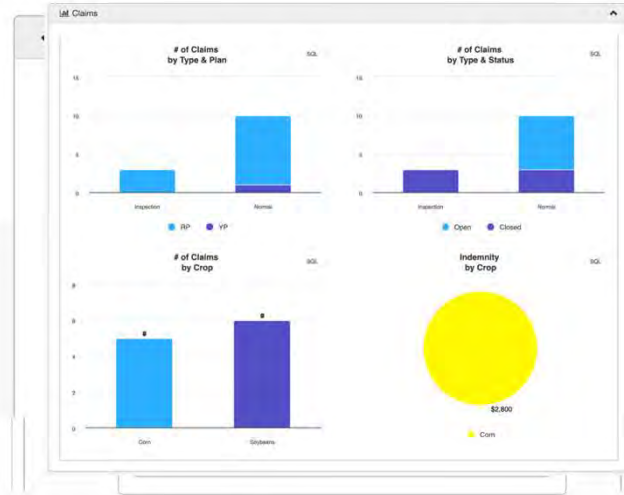 Claims
# of Claims
by Type & Plan
SQL
15
10
5
0
Inspection
Normal
RP
YP
# of Claims
by Type & Status
SQL
15
10
5
0
Inspection
Normal
Open
Closed
# of Claims
by Crop
SQL
8
6
4
2
0
Corn
Soybeans
Indemnity
by Crop
SQL
$2,800
Corn